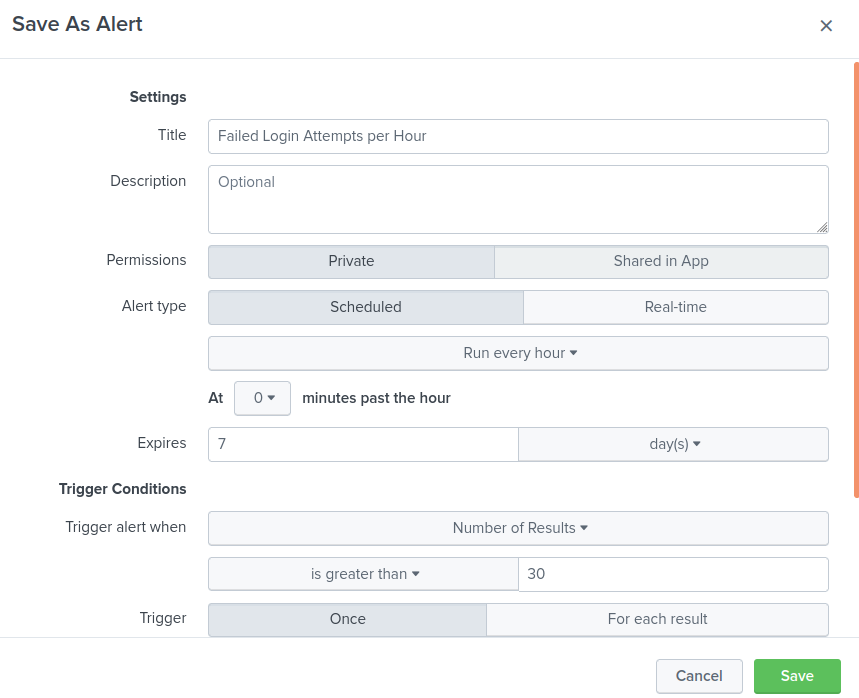 Save As Alert
Settings
Title Failed Login Attempts per Hour
Description Optional
Permissions Private Shared in App
Alert type Scheduled Real-time
Run every hour
At 0 minutes past the hour
Expires 7 day(s)
Trigger Conditions
Trigger alert when Number of Results
is greater than 30
Trigger Once For each result
Cancel Save